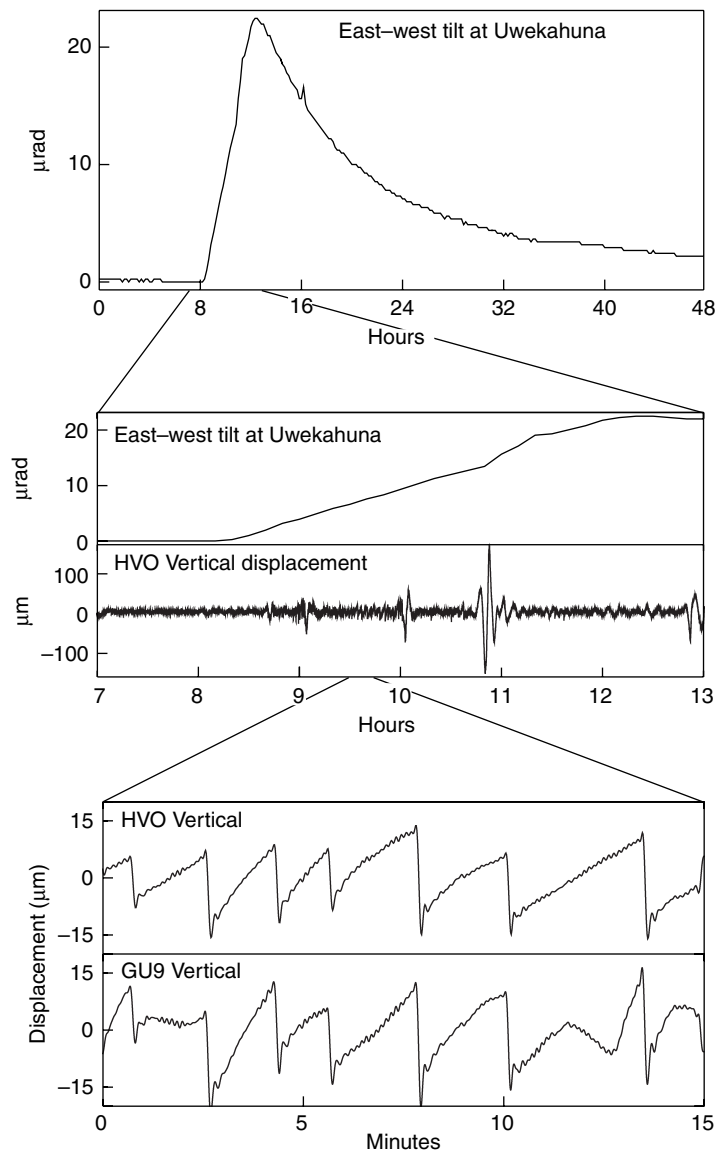 East–west tilt at Uwekahuna
20
10
0
μrad
0 8 16 24 32 40 48
Hours
East–west tilt at Uwekahuna
20
10
0
μrad
HVO Vertical displacement
100
0
–100
μm
7 8 9 10 11 12 13
Hours
HVO Vertical
15
0
–15
GU9 Vertical
15
0
–15
Displacement (μm)
0 5 10 15
Minutes